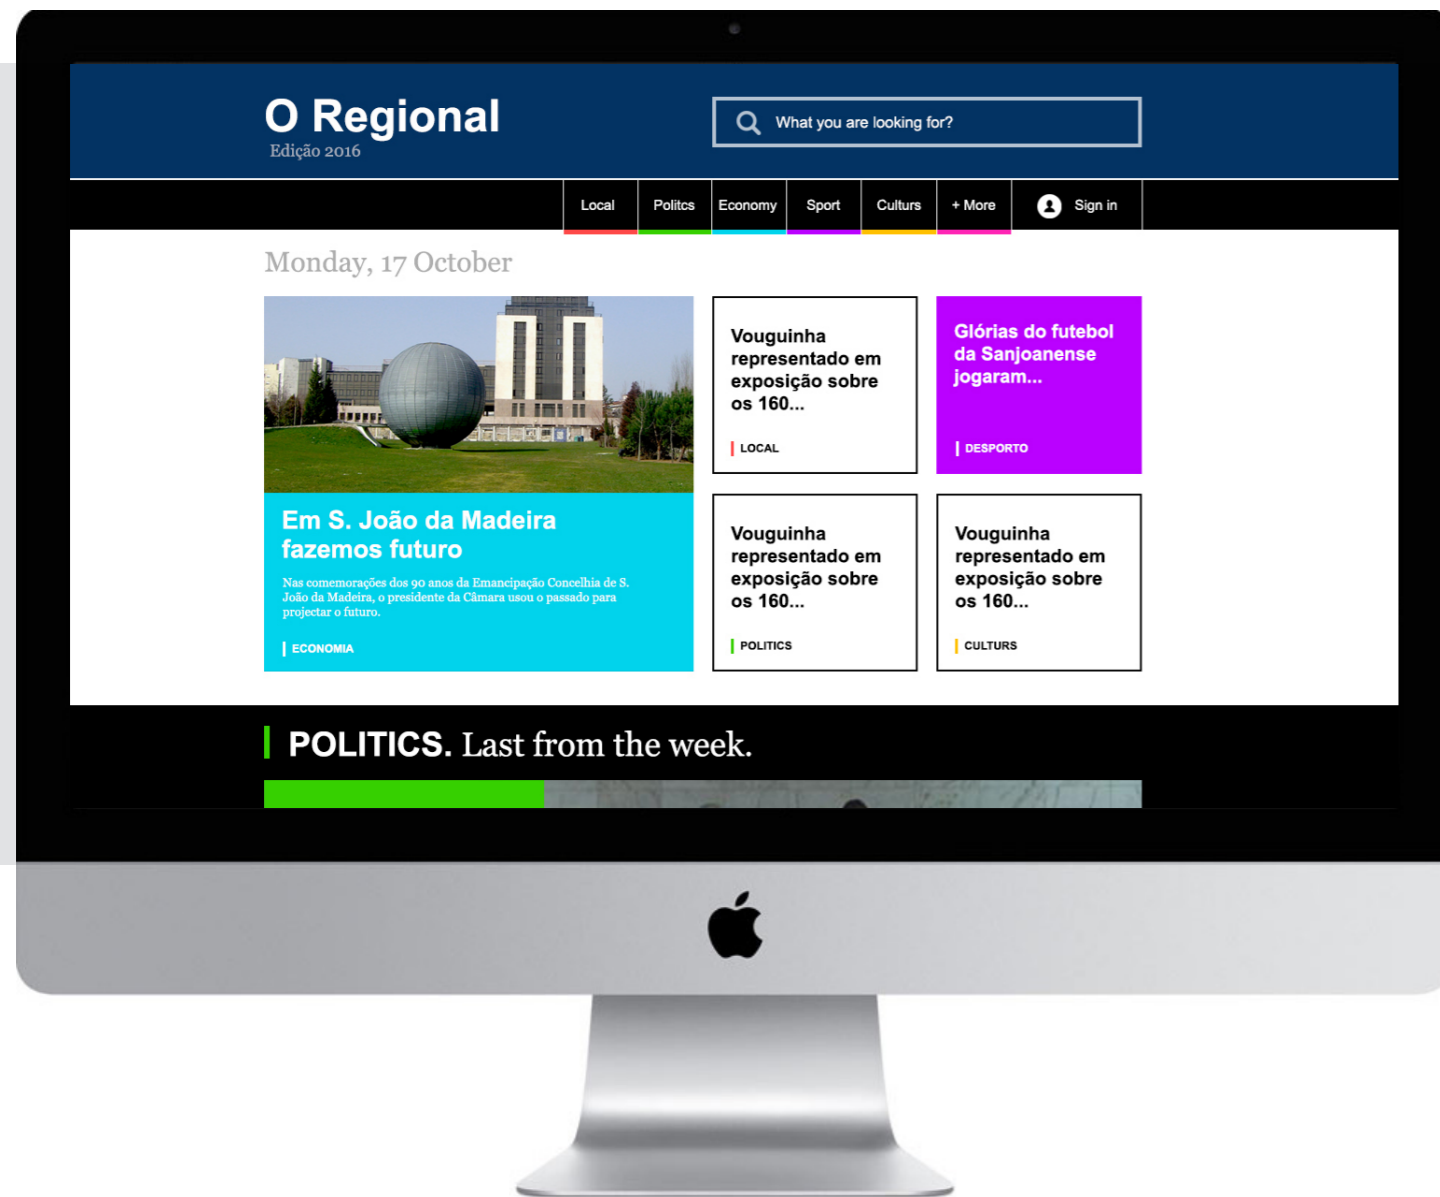 O Regional
Edição 2016
What you are looking for?
Local
Politcs
Economy
Sport
Culturs
+ More
Sign in
Monday, 17 October
Em S. João da Madeira
fazemos futuro
Nas comemorações dos 90 anos da Emancipação Concelhia de S.
João da Madeira, o presidente da Câmara usou o passado para
projectar o futuro.
ECONOMIA
Vouguinha
representado em
exposição sobre
os 160...
LOCAL
Glórias do futebol
da Sanjoanense
jogaram...
DESPORTO
Vouguinha
representado em
exposição sobre
os 160...
POLITICS
Vouguinha
representado em
exposição sobre
os 160...
CULTURS
POLITICS. Last from the week.